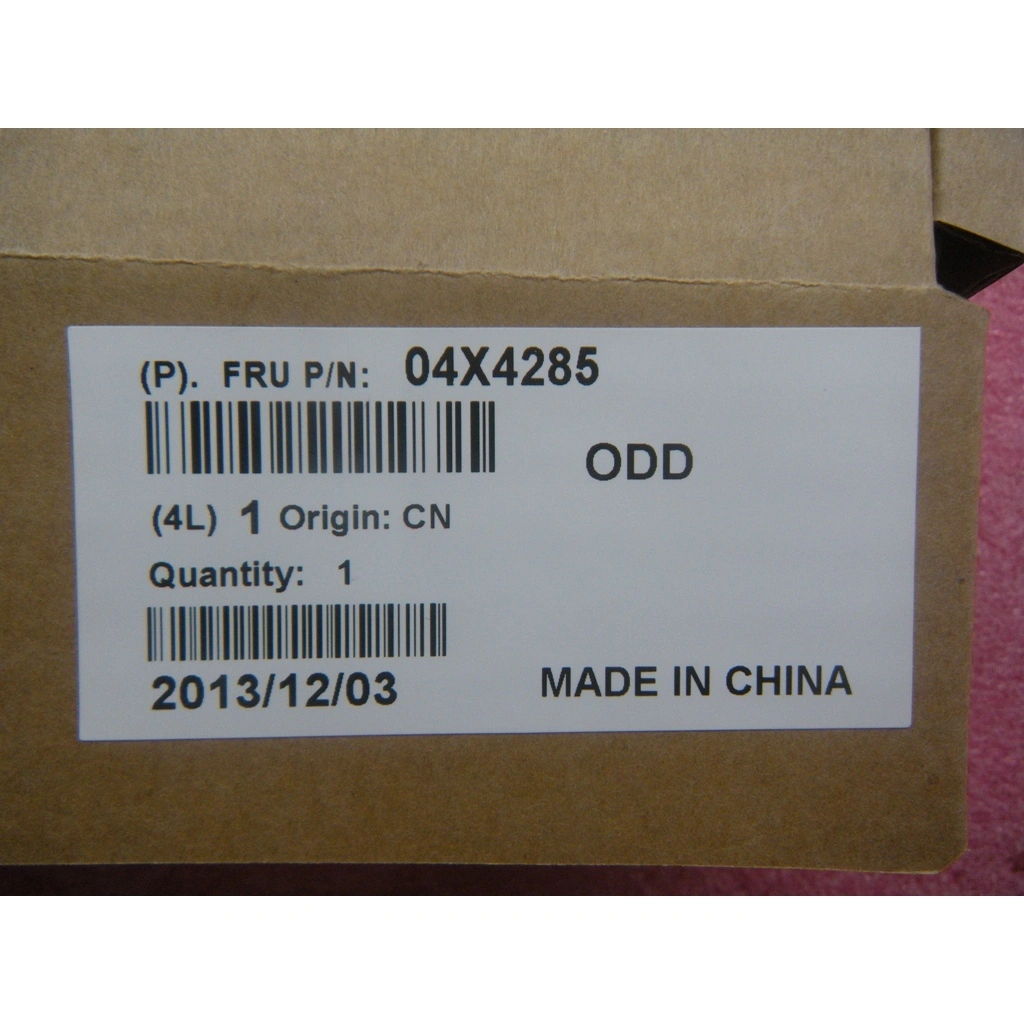 (P). FRU P/N: 04X4285
ODD
(4L) 1 Origin: CN
Quantity: 1
2013/12/03
MADE IN CHINA